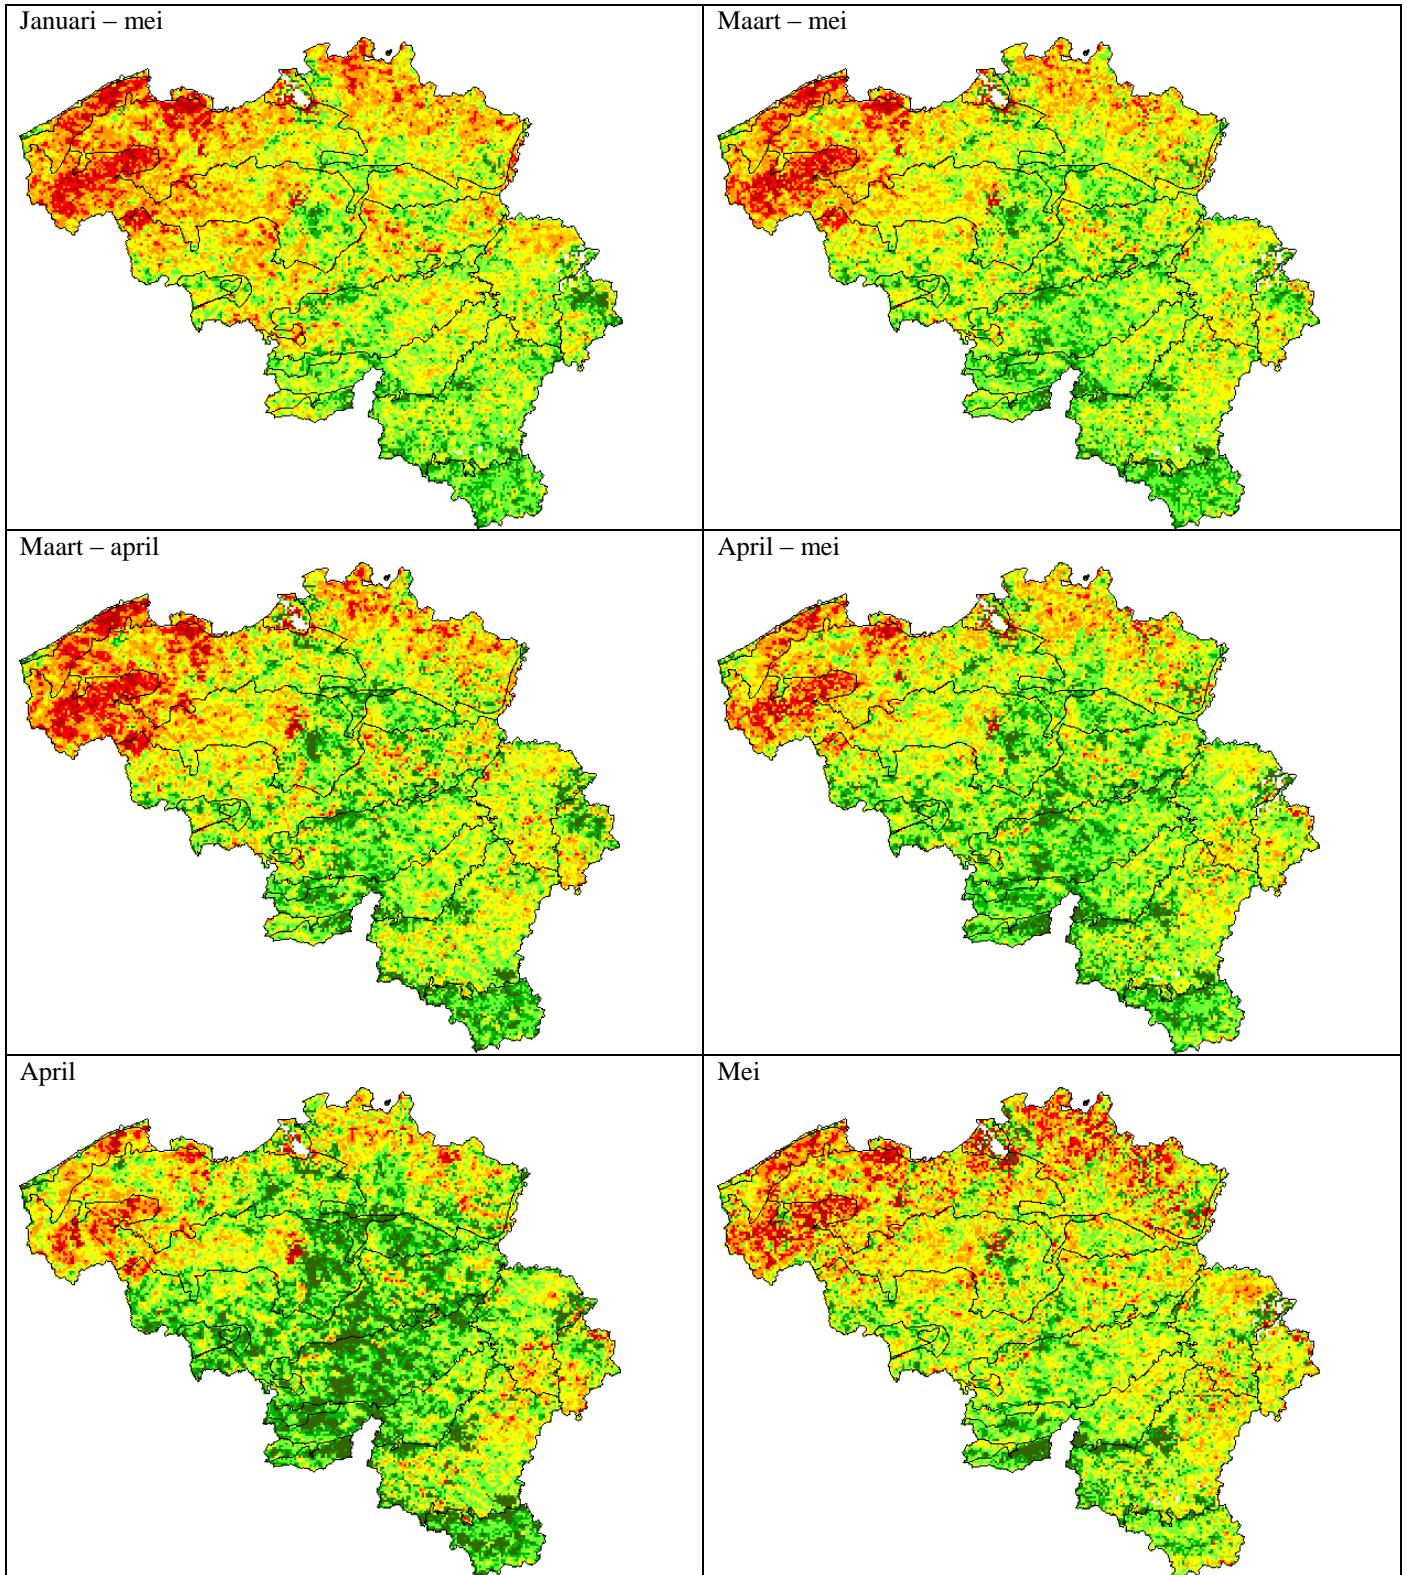 Januari – mei
Maart – mei
Maart – april
April – mei
April
Mei